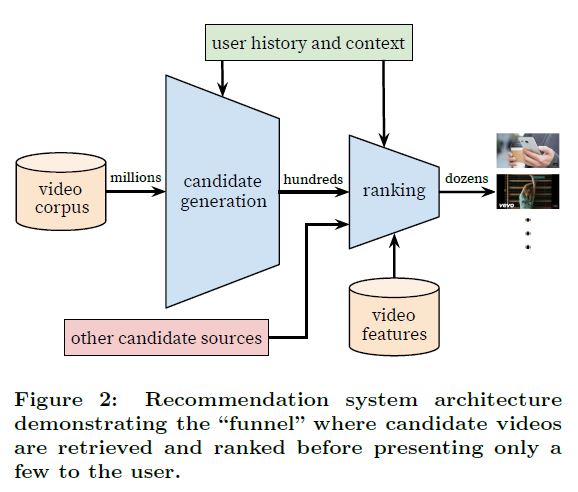 user history and context
millions
video
corpus
candidate
generation
hundreds
ranking
dozens
vevo
other candidate sources
video
features
Figure 2: Recommendation system architecture
demonstrating the “funnel” where candidate videos
are retrieved and ranked before presenting only a
few to the user.